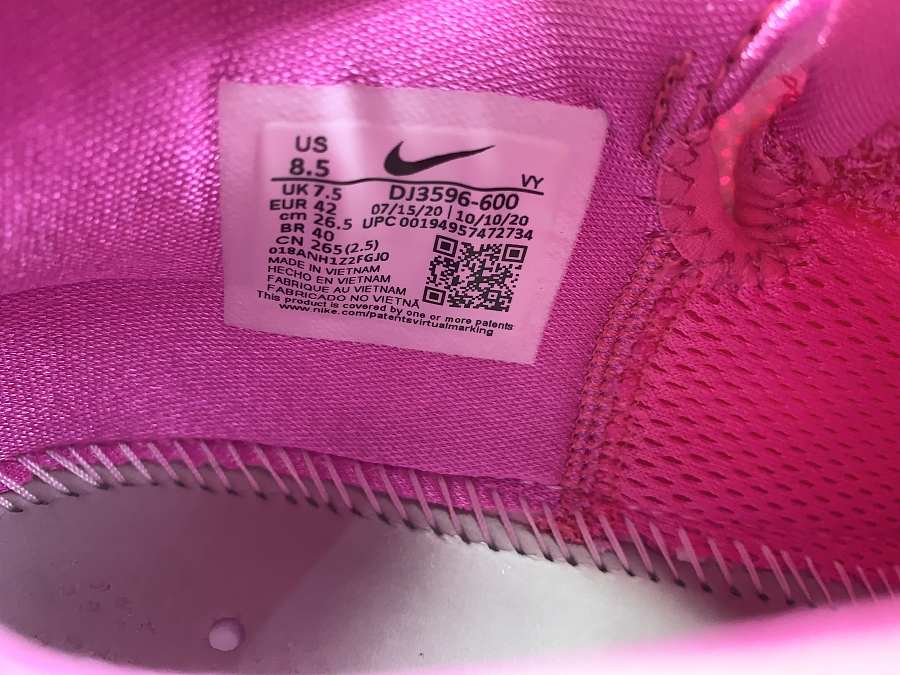 US
8.5
VY
UK 7.5 DJ3596-600
EUR 42 07/15/20 | 10/10/20
cm 26.5 UPC 00194957472734
BR 40
CN 265 (2.5)
018ANH1Z2FGJ0
MADE IN VIETNAM
HECHO EN VIETNAM
FABRIQUE AU VIETNAM
FABRICADO NO VIETNÃ
This product is covered by one or more patents
www.nike.com/patentsvirtualmarking